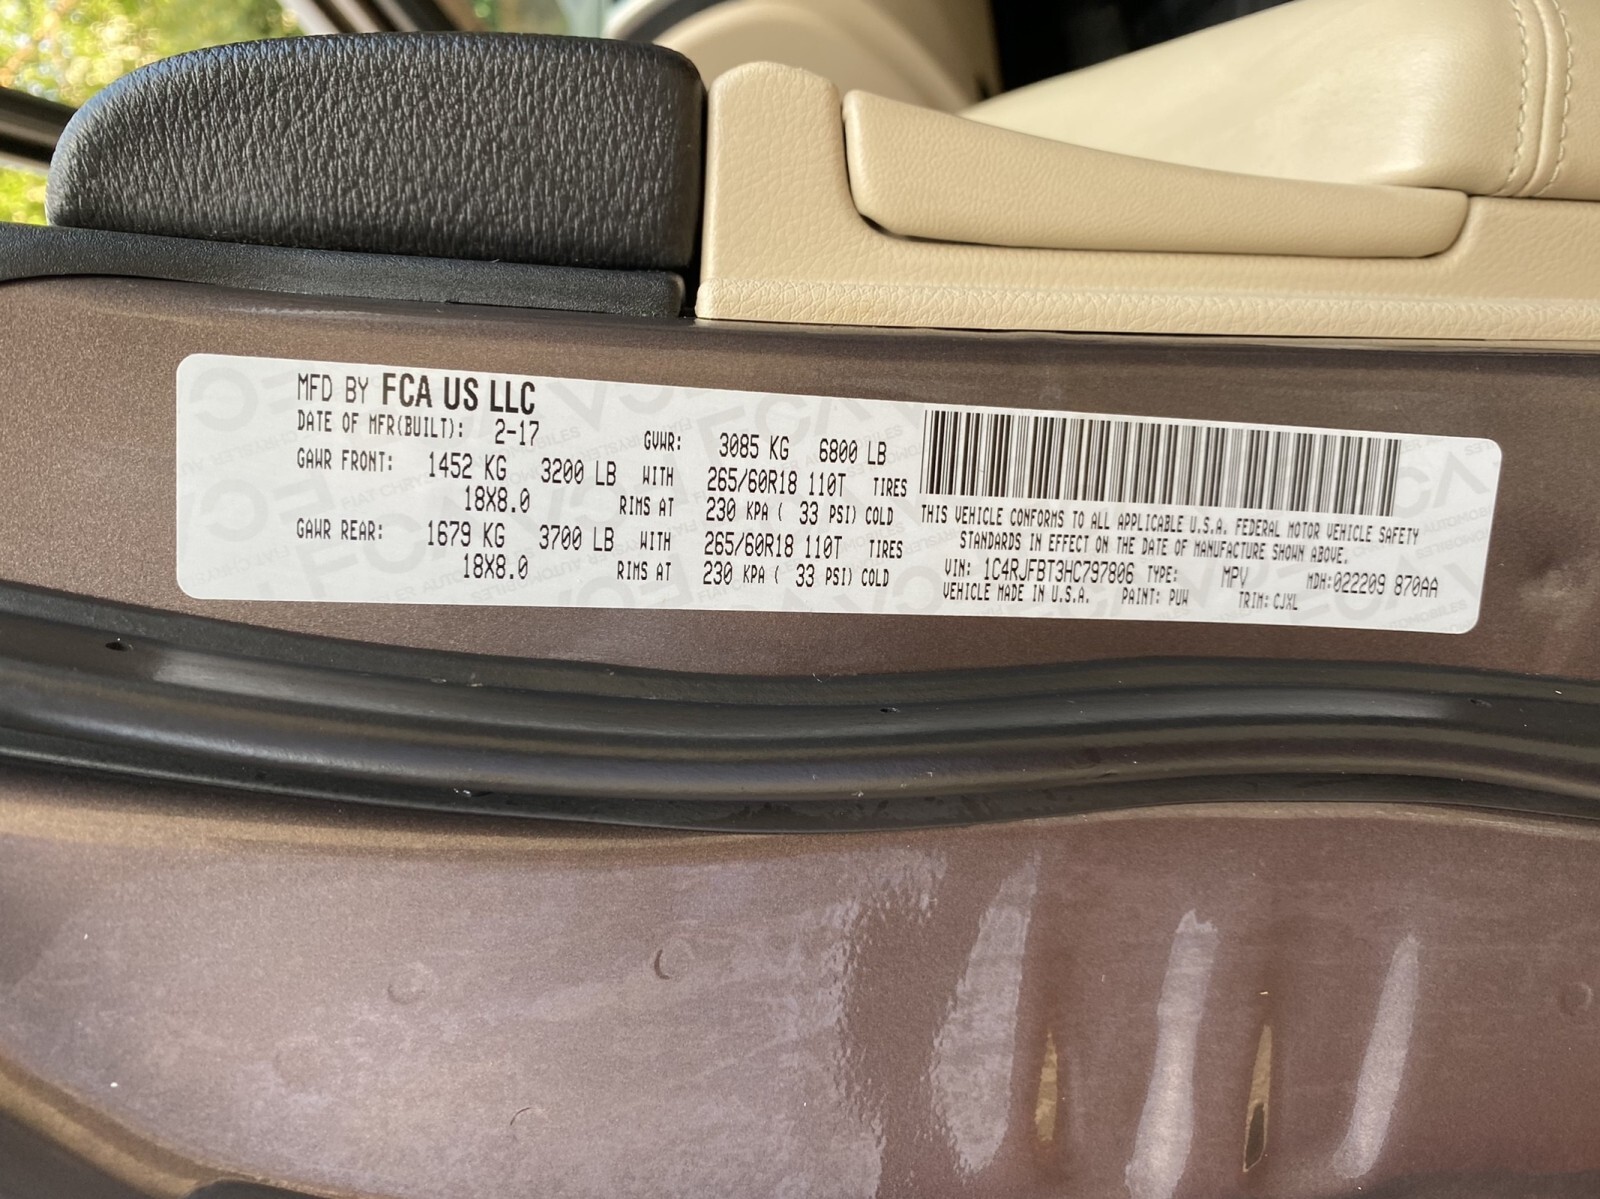 MFD BY FCA US LLC
DATE OF MFR(BUILT): 2-17 GVWR: 3085 KG 6800 LB
GAWR FRONT: 1452 KG 3200 LB WITH 265/60R18 110T TIRES
18X8.0 RIMS AT 230 KPA ( 33 PSI) COLD
GAWR REAR: 1679 KG 3700 LB WITH 265/60R18 110T TIRES
18X8.0 RIMS AT 230 KPA ( 33 PSI) COLD
THIS VEHICLE CONFORMS TO ALL APPLICABLE U.S.A. FEDERAL MOTOR VEHICLE SAFETY
STANDARDS IN EFFECT ON THE DATE OF MANUFACTURE SHOWN ABOVE.
VIN: 1C4RJFBT3HC797806 TYPE: MPV MDH:022209 870AA
VEHICLE MADE IN U.S.A. PAINT: PUW TRIM: CJXL